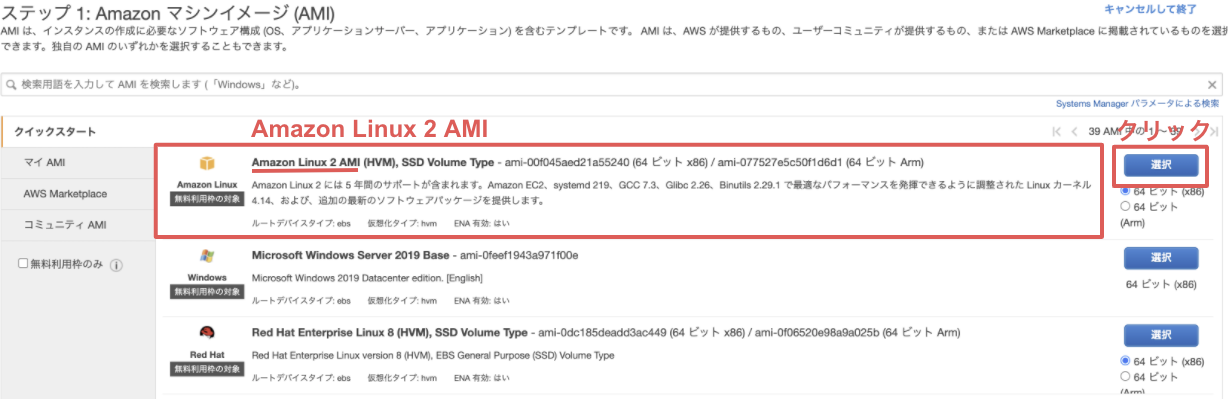 ステップ 1: Amazon マシンイメージ (AMI)
キャンセルして終了
AMI は、インスタンスの作成に必要なソフトウェア構成 (OS、アプリケーションサーバー、アプリケーション) を含むテンプレートです。 AMI は、AWS が提供するもの、ユーザーコミュニティが提供するもの、または AWS Marketplace に掲載されているものを選択
できます。独自の AMI のいずれかを選択することもできます。
検索用語を入力して AMI を検索します (「Windows」など)。
Systems Manager パラメータによる検索
クイックスタート
マイ AMI
AWS Marketplace
コミュニティ AMI
無料利用枠のみ
Amazon Linux 2 AMI
39 AMI 中の 1 ~
クリック
Amazon Linux
無料利用枠の対象
Amazon Linux 2 AMI (HVM), SSD Volume Type - ami-00f045aed21a55240 (64 ビット x86) / ami-077527e5c50f1d6d1 (64 ビット Arm)
Amazon Linux 2 には 5 年間のサポートが含まれます。Amazon EC2、systemd 219、GCC 7.3、Glibc 2.26、Binutils 2.29.1 で最適なパフォーマンスを発揮できるように調整された Linux カーネル
4.14、および、追加の最新のソフトウェアパッケージを提供します。
ルートデバイスタイプ: ebs 仮想化タイプ: hvm ENA 有効: はい
選択
64 ビット (x86)
64 ビット
(Arm)
Windows
無料利用枠の対象
Microsoft Windows Server 2019 Base - ami-0feef1943a971f00e
Microsoft Windows 2019 Datacenter edition. [English]
ルートデバイスタイプ: ebs 仮想化タイプ: hvm ENA 有効: はい
選択
64 ビット (x86)
Red Hat
無料利用枠の対象
Red Hat Enterprise Linux 8 (HVM), SSD Volume Type - ami-0dc185deadd3ac449 (64 ビット x86) / ami-0f06520e98a9a025b (64 ビット Arm)
Red Hat Enterprise Linux version 8 (HVM), EBS General Purpose (SSD) Volume Type
ルートデバイスタイプ: ebs 仮想化タイプ: hvm ENA 有効: はい
選択
64 ビット (x86)
64 ビット
(Arm)